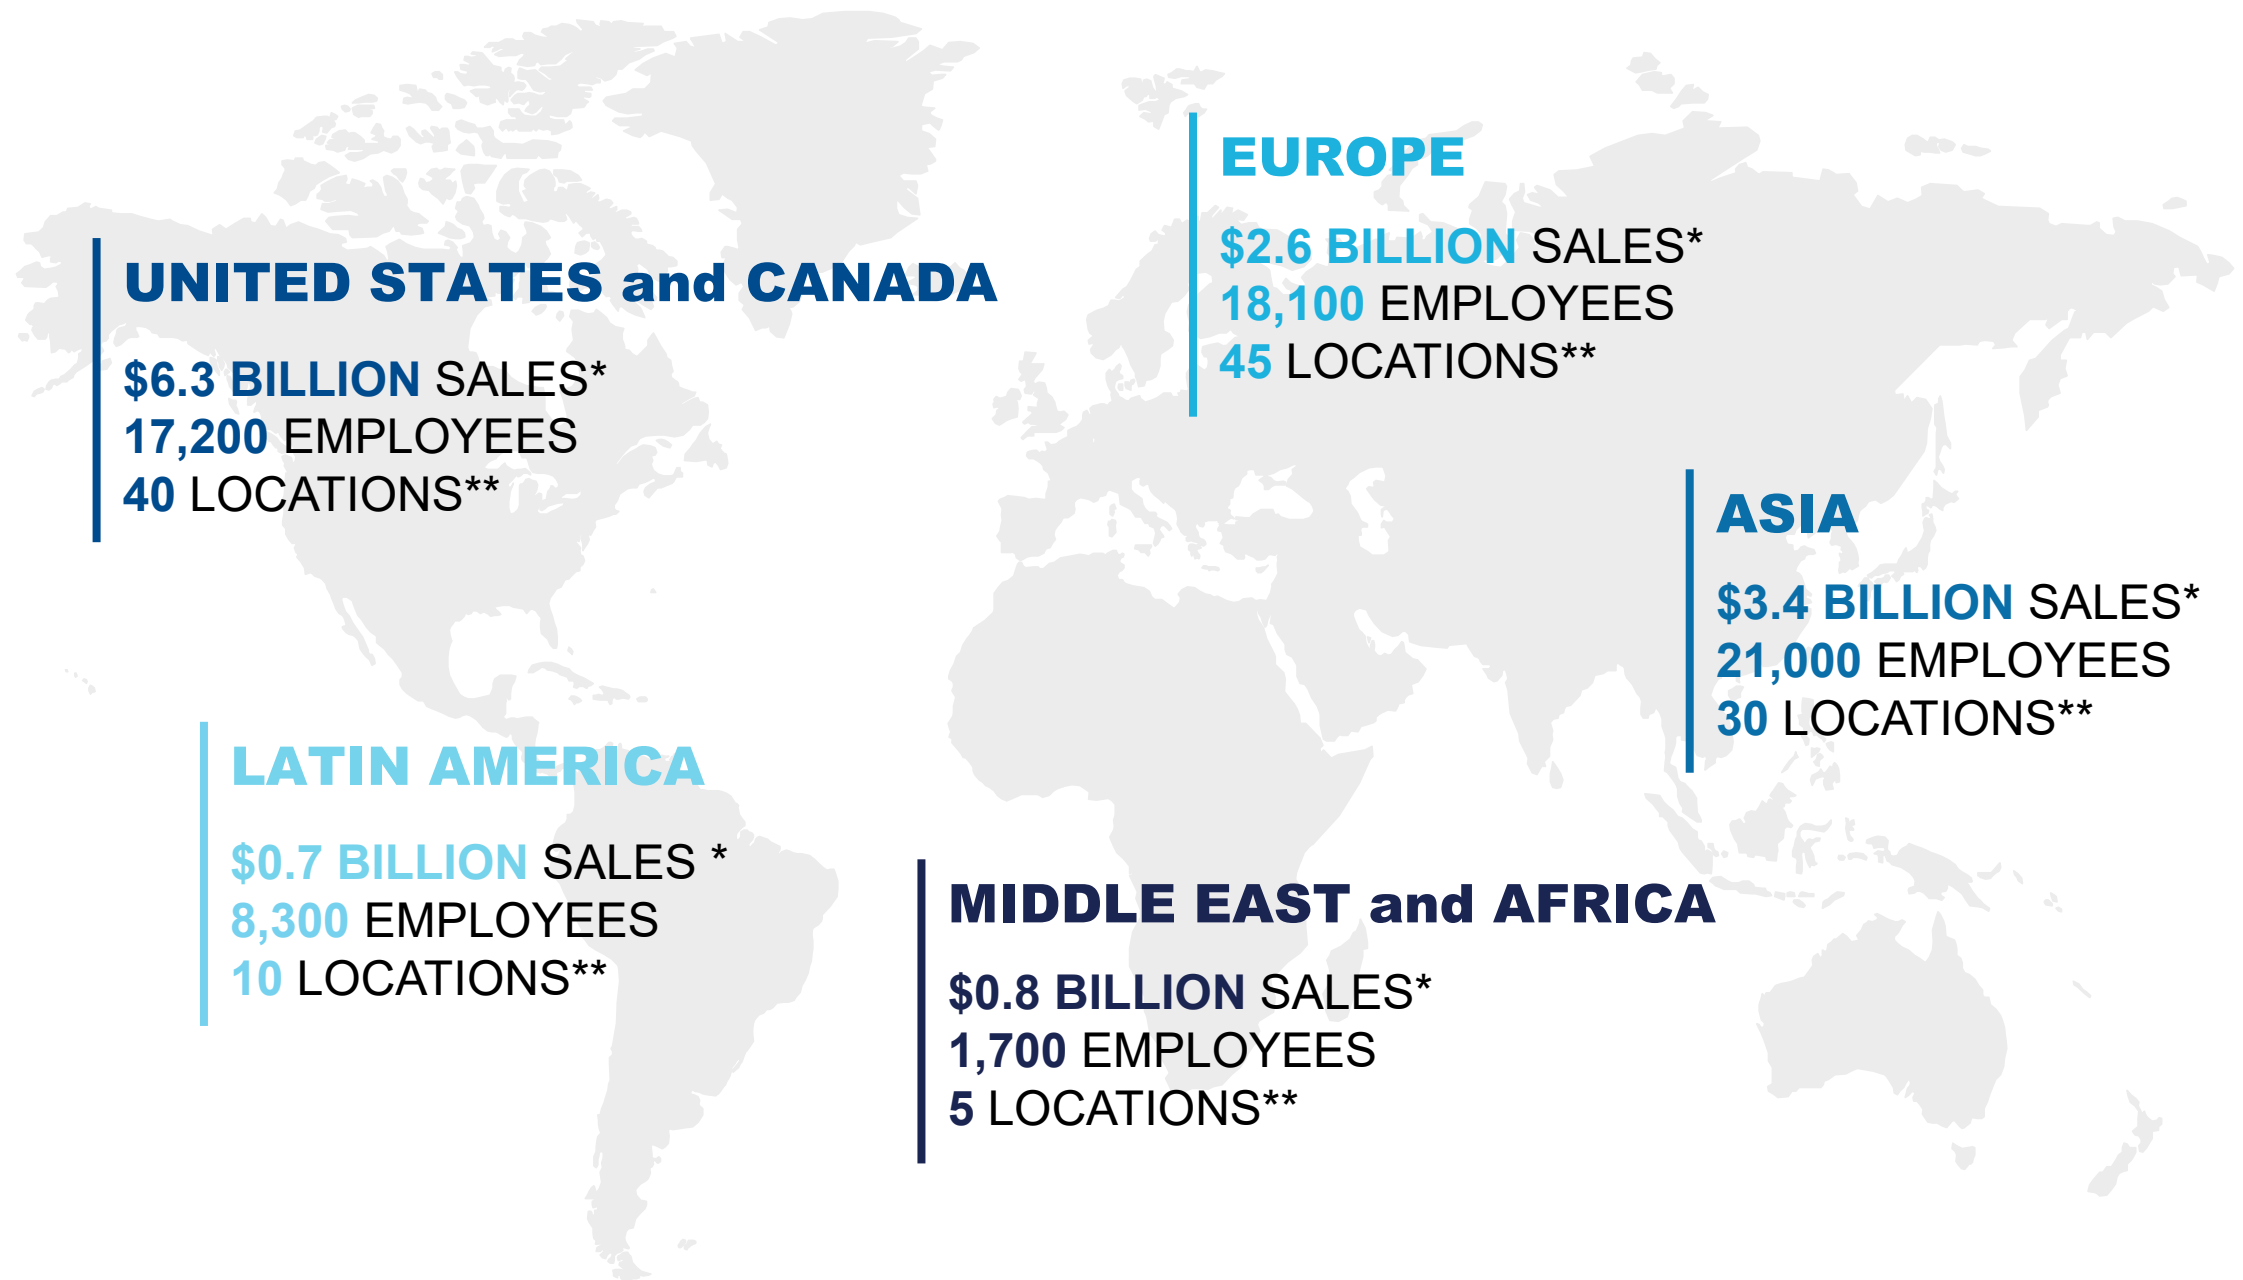 UNITED STATES and CANADA
$6.3 BILLION SALES*
17,200 EMPLOYEES
40 LOCATIONS**
EUROPE
$2.6 BILLION SALES*
18,100 EMPLOYEES
45 LOCATIONS**
ASIA
$3.4 BILLION SALES*
21,000 EMPLOYEES
30 LOCATIONS**
LATIN AMERICA
$0.7 BILLION SALES *
8,300 EMPLOYEES
10 LOCATIONS**
MIDDLE EAST and AFRICA
$0.8 BILLION SALES*
1,700 EMPLOYEES
5 LOCATIONS**